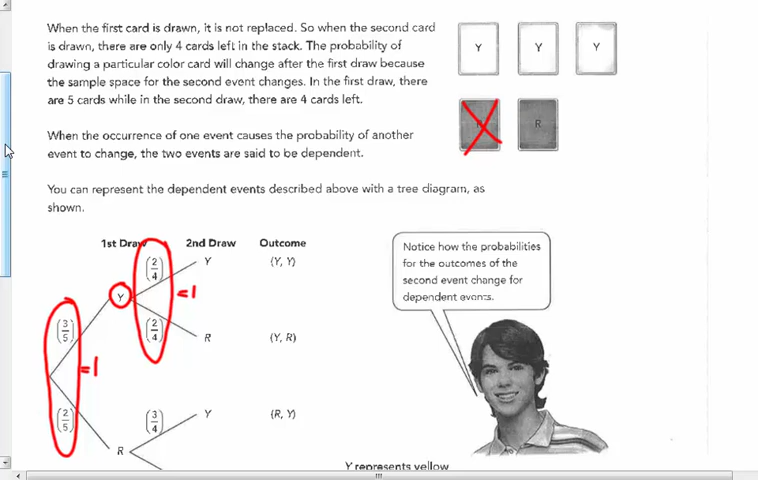 When the first card is drawn, it is not replaced. So when the second card
is drawn, there are only 4 cards left in the stack. The probability of
drawing a particular color card will change after the first draw because
the sample space for the second event changes. In the first draw, there
are 5 cards while in the second draw, there are 4 cards left.
Y Y Y
R R
When the occurrence of one event causes the probability of another
event to change, the two events are said to be dependent.
You can represent the dependent events described above with a tree diagram, as
shown.
1st Draw 2nd Draw Outcome
(2/4) Y (Y, Y)
Y =1
(3/5) (2/4) R (Y, R)
=1
(2/5) (3/4) Y (R, Y)
R
Notice how the probabilities
for the outcomes of the
second event change for
dependent events.
Y represents yellow